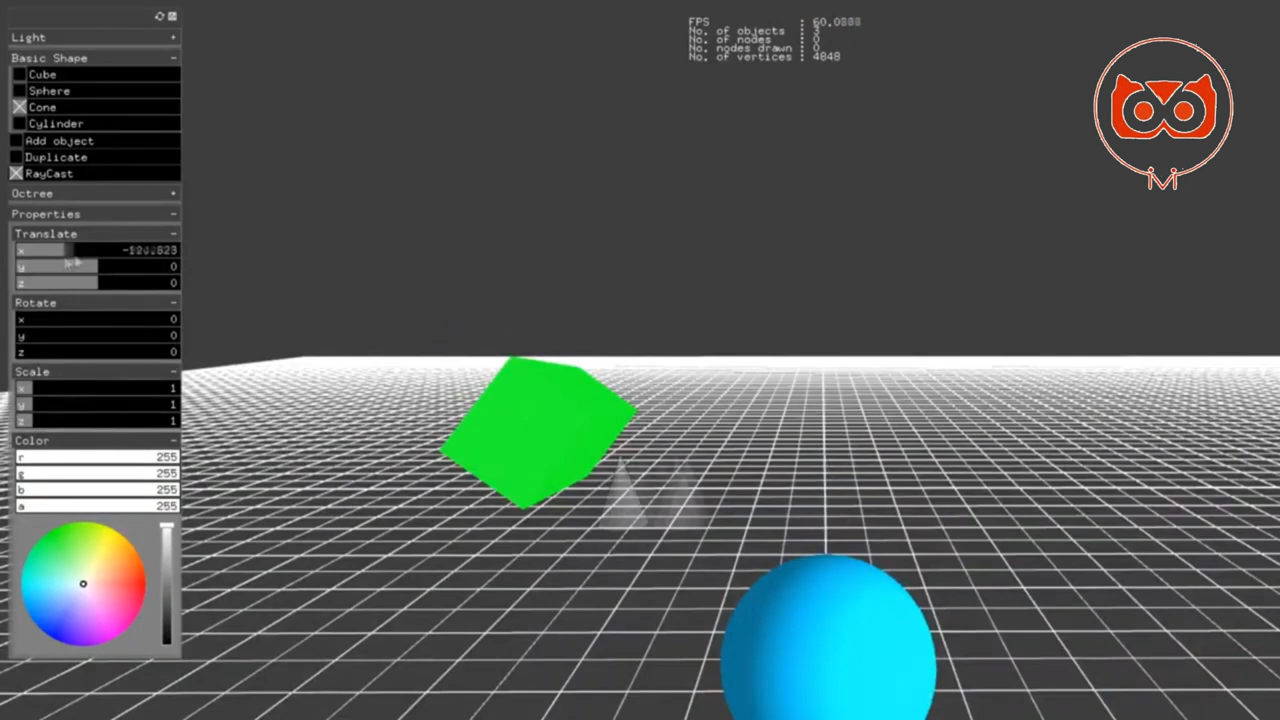 Light +
Basic Shape -
Cube
Sphere
Cone
Cylinder
Add object
Duplicate
RayCast
Octree +
Properties -
Translate -
x
y 0
z 0
Rotate -
x 0
y 0
z 0
Scale -
x 1
y 1
z 1
Color -
r 255
g 255
b 255
a 255
FPS :
No. of objects : 3
No. of nodes : 0
No. nodes drawn : 0
No. of vertices : 4848